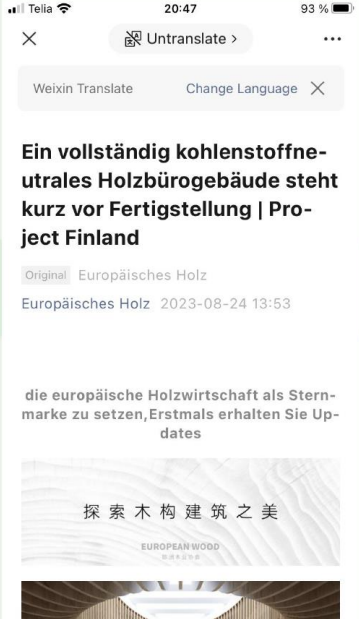 Telia 20:47 93 %
Untranslate >
Weixin Translate Change Language
Ein vollständig kohlenstoffne-
utrales Holzbürogebäude steht
kurz vor Fertigstellung | Pro-
ject Finland
Original Europäisches Holz
Europäisches Holz 2023-08-24 13:53
die europäische Holzwirtschaft als Stern-
marke zu setzen,Erstmals erhalten Sie Up-
dates
探索木构建筑之美
EUROPEAN WOOD